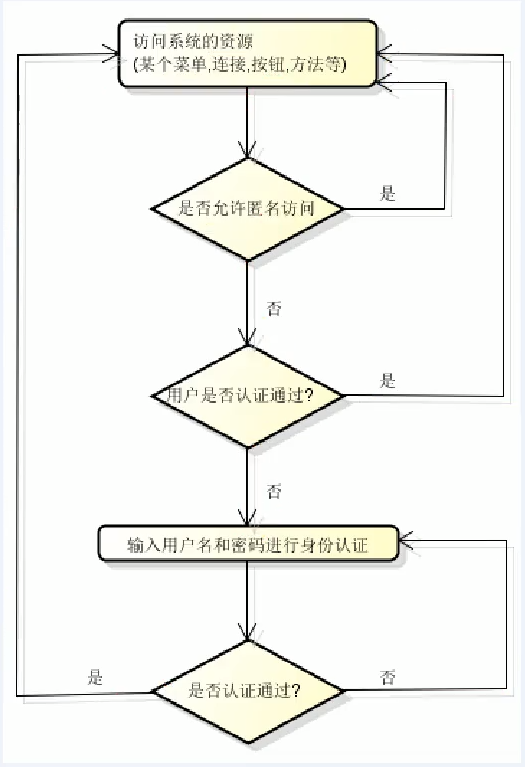 访问系统的资源
(某个菜单,连接,按钮,方法等)
是否允许匿名访问
是
否
用户是否认证通过?
是
否
输入用户名和密码进行身份认证
是否认证通过?
是
否